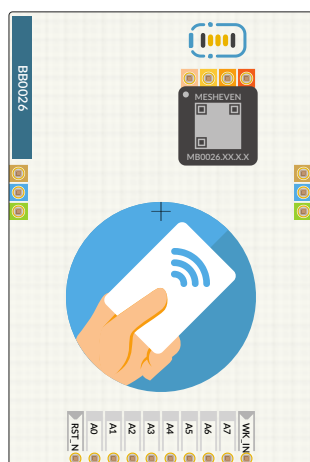 BB0026
MESHEVEN
MB0026.XX.X.X
RST_N
A0
A1
A2
A3
A4
A5
A6
A7
WK_IN